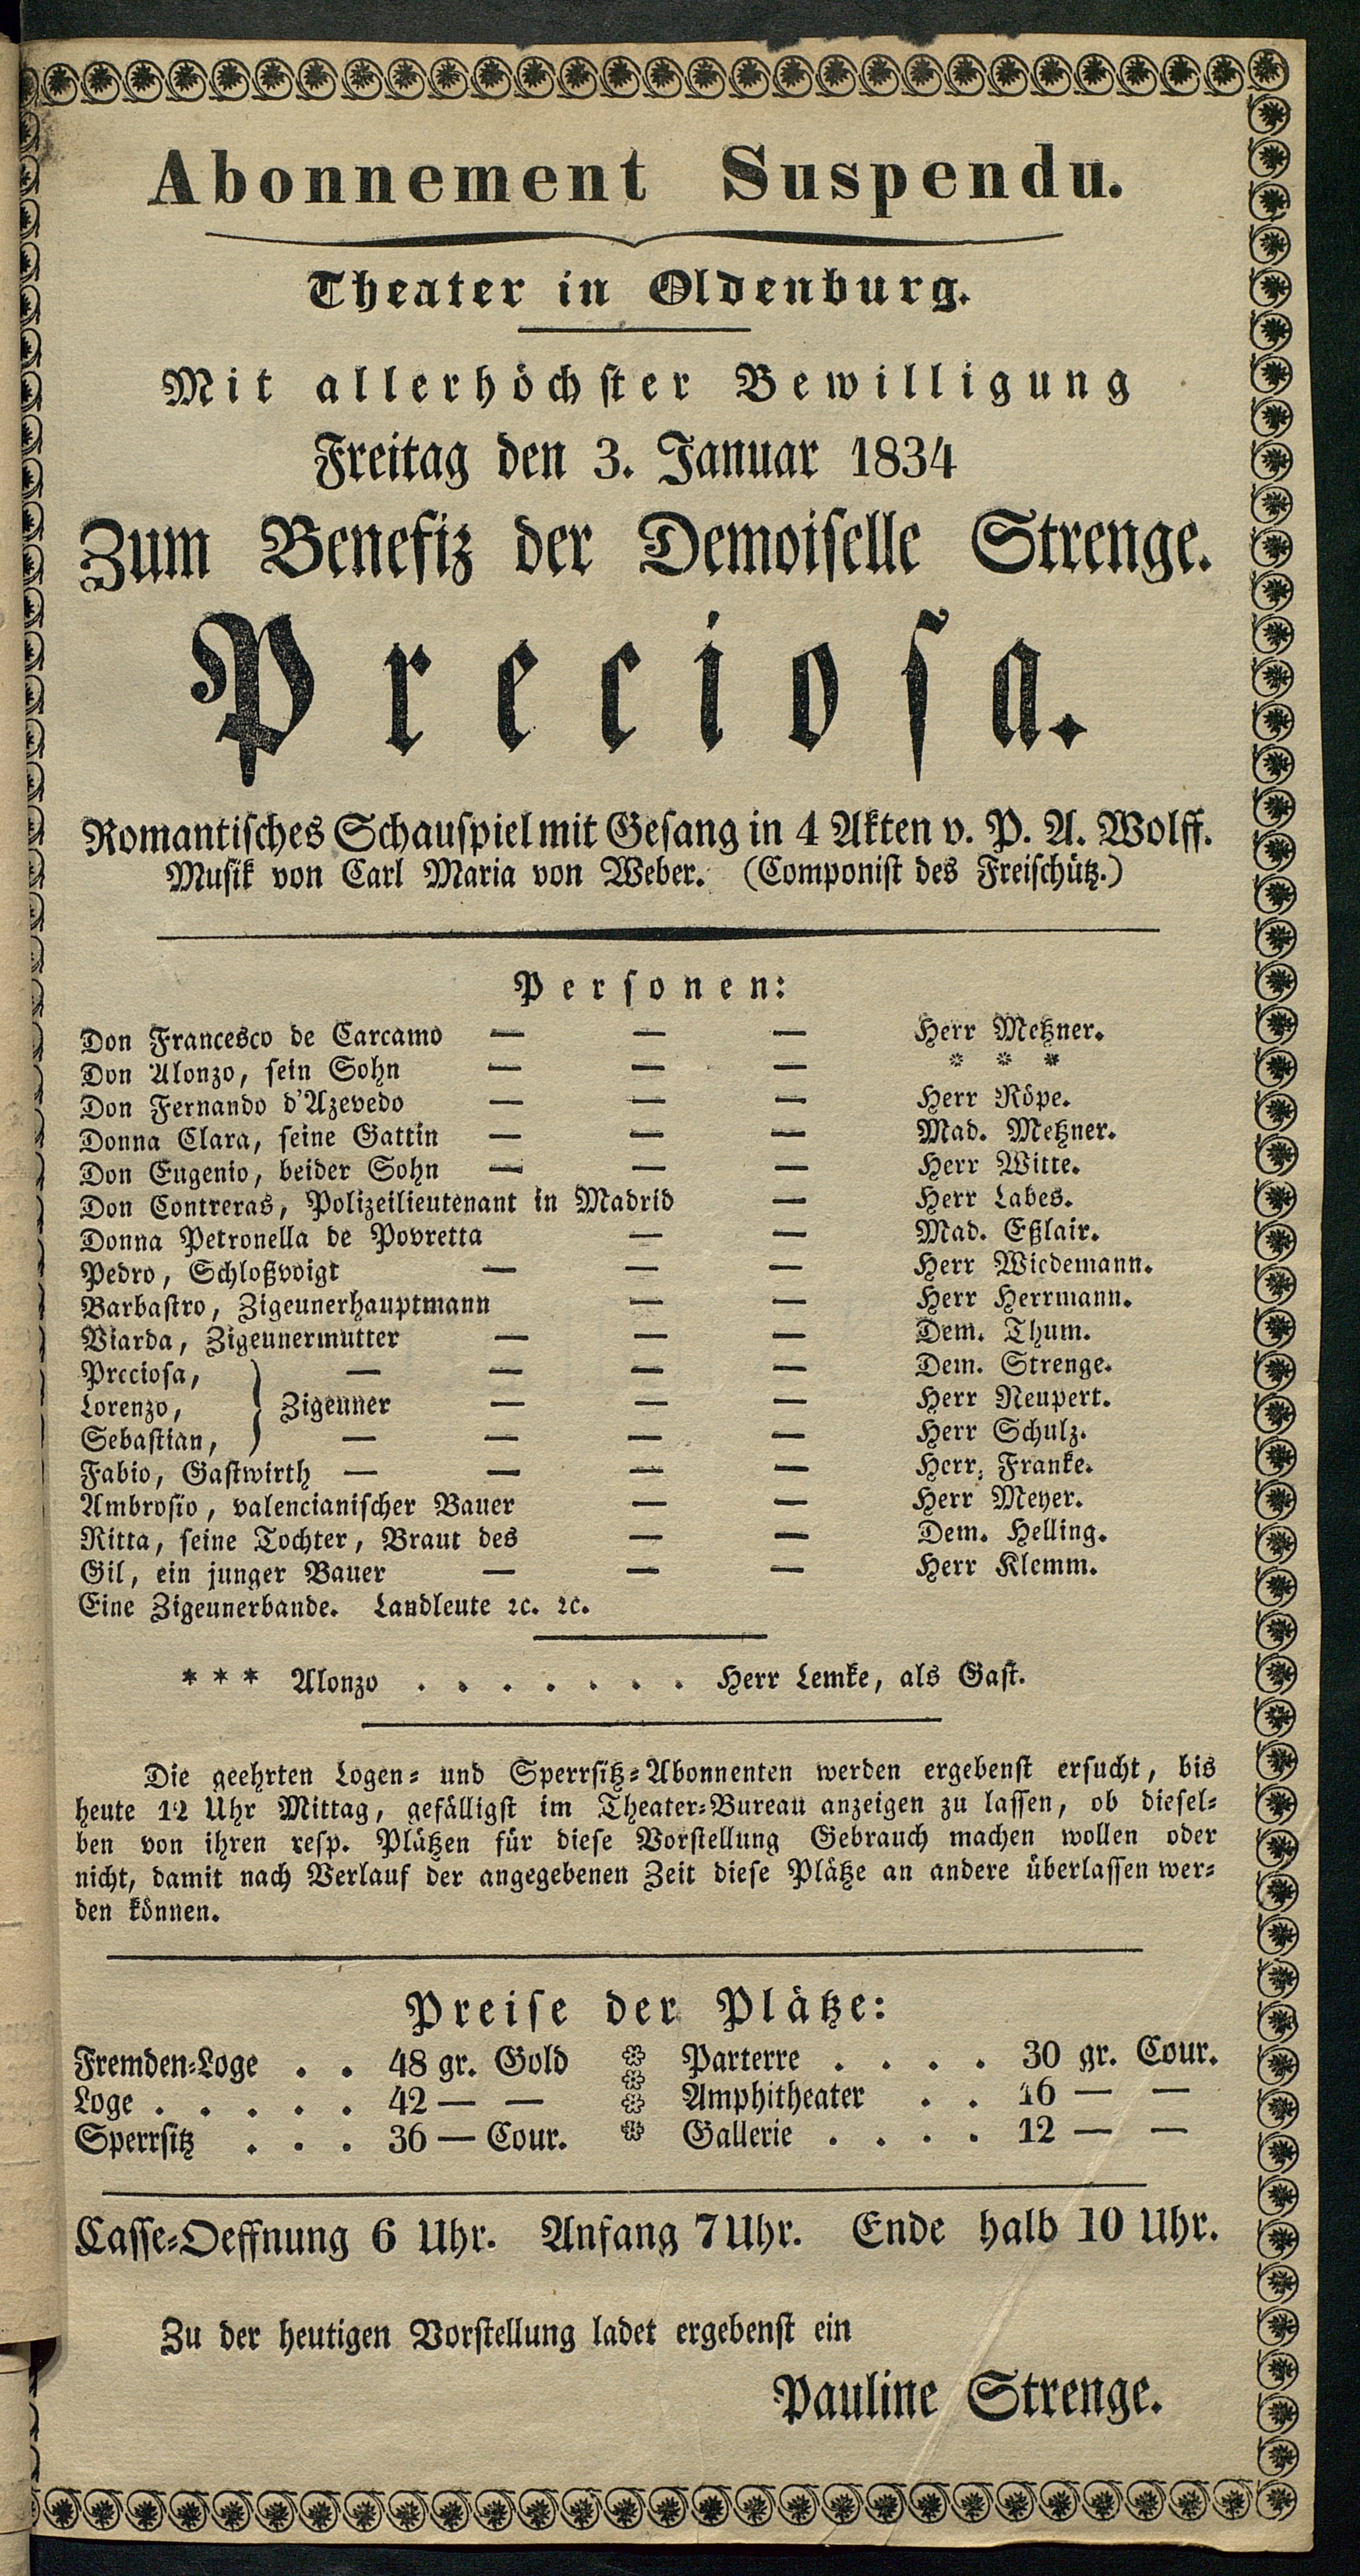 Abonnement Suspendu.
Theater in Oldenburg.
Mit allerhöchster Bewilligung
Freitag den 3. Januar 1834
Zum Benefiz der Demoiselle Strenge.
Preciosa.
Romantisches Schauspiel mit Gesang in 4 Akten v. P. A. Wolff.
Musik von Carl Maria von Weber. (Componist des Freischütz.)
Personen:
Don Francesco de Carcamo — — — Herr Metzner.
Don Alonzo, sein Sohn — — — * * *
Don Fernando d'Azevedo — — — Herr Röpe.
Donna Clara, seine Gattin — — — Mad. Metzner.
Don Eugenio, beider Sohn — — — Herr Witte.
Don Contreras, Polizeilieutenant in Madrid — Herr Labes.
Donna Petronella de Povretta — — Mad. Eßlair.
Pedro, Schloßvoigt — — — Herr Wiedemann.
Barbastro, Zigeunerhauptmann — — Herr Herrmann.
Viarda, Zigeunermutter — — — Dem. Thum.
Preciosa, — — — — Dem. Strenge.
Lorenzo, } Zigeuner — — — Herr Neupert.
Sebastian, — — — — Herr Schulz.
Fabio, Gastwirth — — — — Herr Franke.
Ambrosio, valencianischer Bauer — — Herr Meyer.
Ritta, seine Tochter, Braut des — — Dem. Helling.
Gil, ein junger Bauer — — — Herr Klemm.
Eine Zigeunerbande. Landleute ꝛc. ꝛc.
* * * Alonzo . . . . . . . Herr Lemke, als Gast.
Die geehrten Logen- und Sperrsitz-Abonnenten werden ergebenst ersucht, bis
heute 12 Uhr Mittag, gefälligst im Theater-Bureau anzeigen zu lassen, ob diesel-
ben von ihren resp. Plätzen für diese Vorstellung Gebrauch machen wollen oder
nicht, damit nach Verlauf der angegebenen Zeit diese Plätze an andere überlassen wer-
den können.
Preise der Plätze:
Fremden-Loge . . 48 gr. Gold Parterre . . . . 30 gr. Cour.
Loge . . . . . 42 — — Amphitheater . . 16 — —
Sperrsitz . . . 36 — Cour. Gallerie . . . . 12 — —
Casse-Oeffnung 6 Uhr. Anfang 7 Uhr. Ende halb 10 Uhr.
Zu der heutigen Vorstellung ladet ergebenst ein
Pauline Strenge.